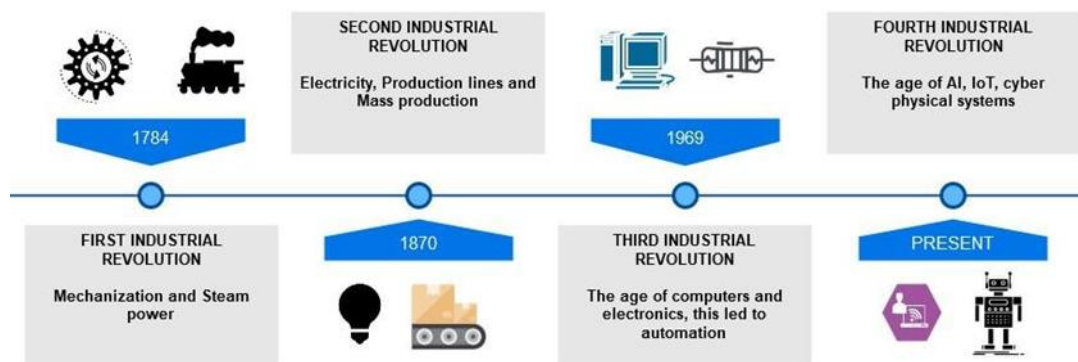 SECOND INDUSTRIAL
REVOLUTION
Electricity, Production lines and
Mass production
FOURTH INDUSTRIAL
REVOLUTION
The age of AI, IoT, cyber
physical systems
1784
1969
FIRST INDUSTRIAL
REVOLUTION
Mechanization and Steam
power
1870
THIRD INDUSTRIAL
REVOLUTION
The age of computers and
electronics, this led to
automation
PRESENT